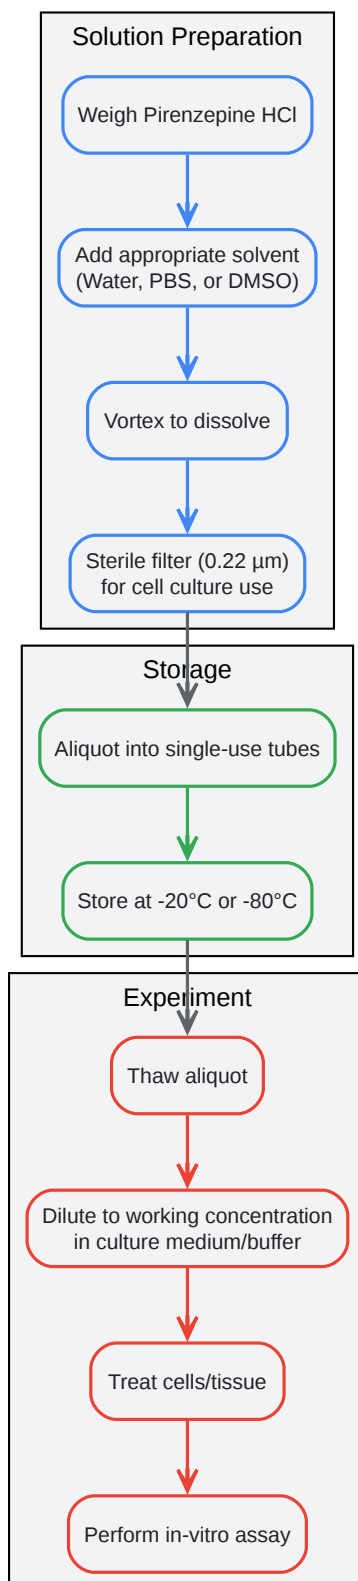 Solution Preparation
Weigh Pirenzepine HCl
Add appropriate solvent
(Water, PBS, or DMSO)
Vortex to dissolve
Sterile filter (0.22 µm)
for cell culture use
Storage
Aliquot into single-use tubes
Store at -20°C or -80°C
Experiment
Thaw aliquot
Dilute to working concentration
in culture medium/buffer
Treat cells/tissue
Perform in-vitro assay